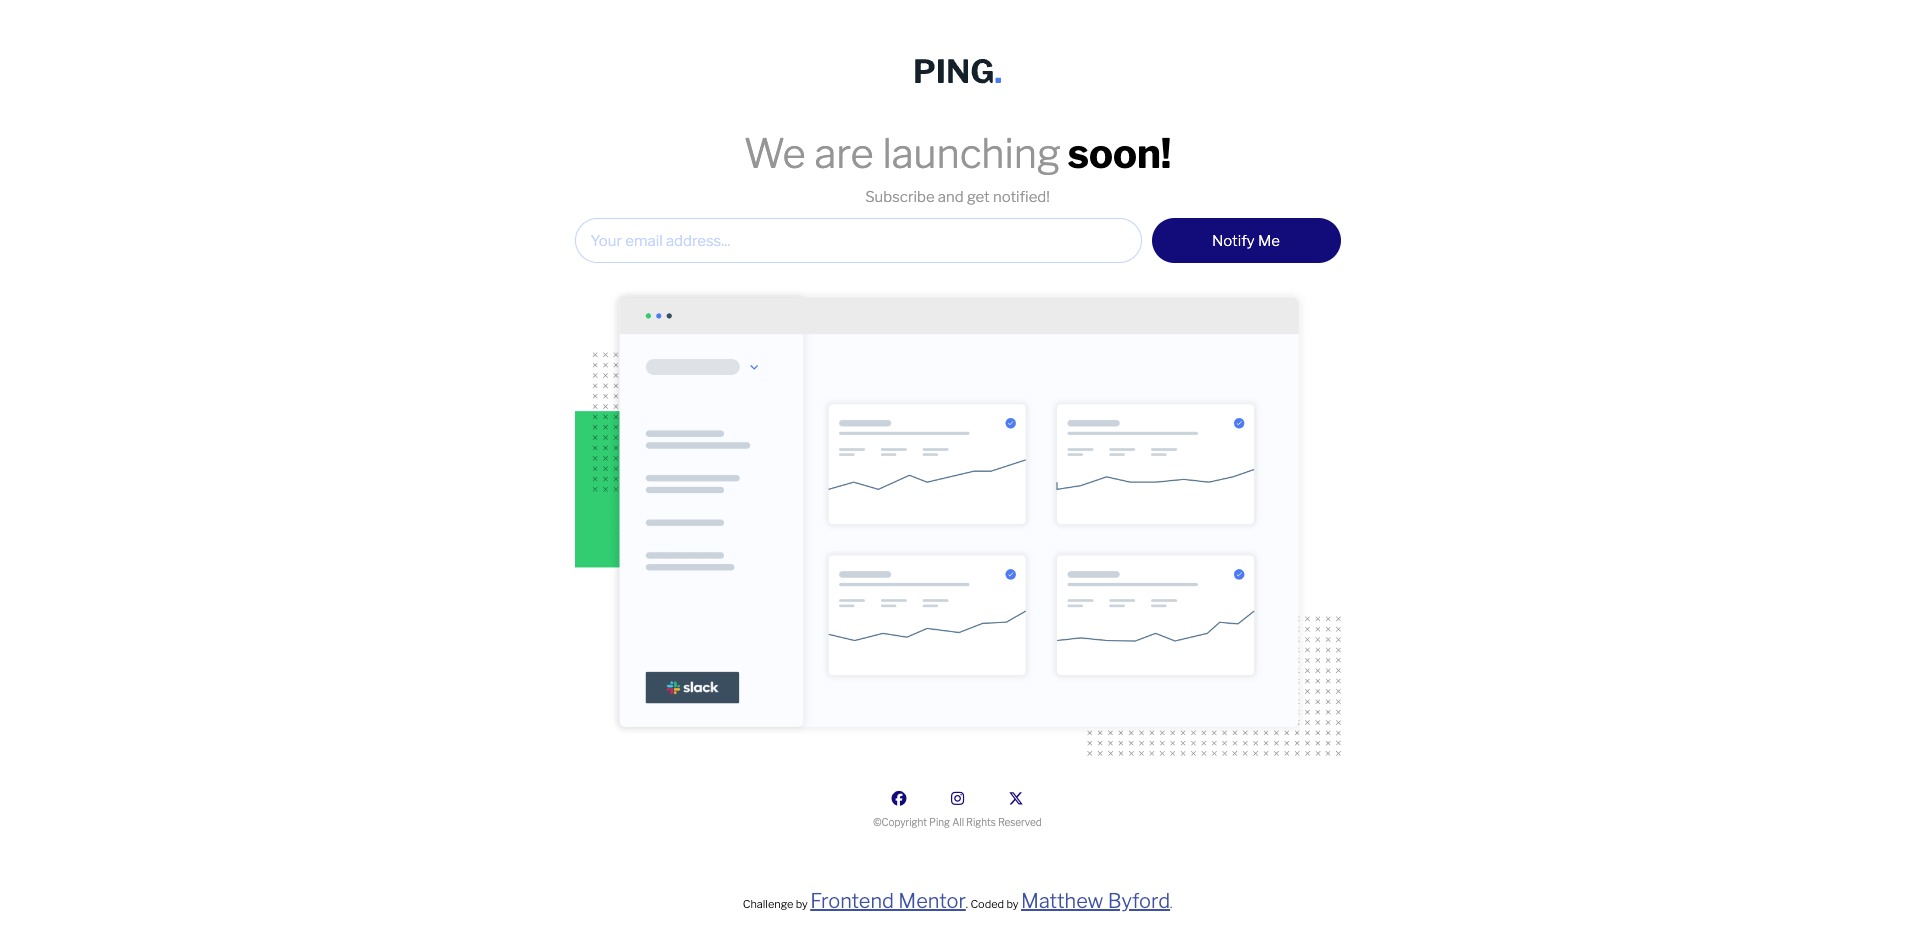 PING.
We are launching soon!
Subscribe and get notified!
Your email address...
Notify Me
slack
©Copyright Ping All Rights Reserved
Challenge by Frontend Mentor. Coded by Matthew Byford.